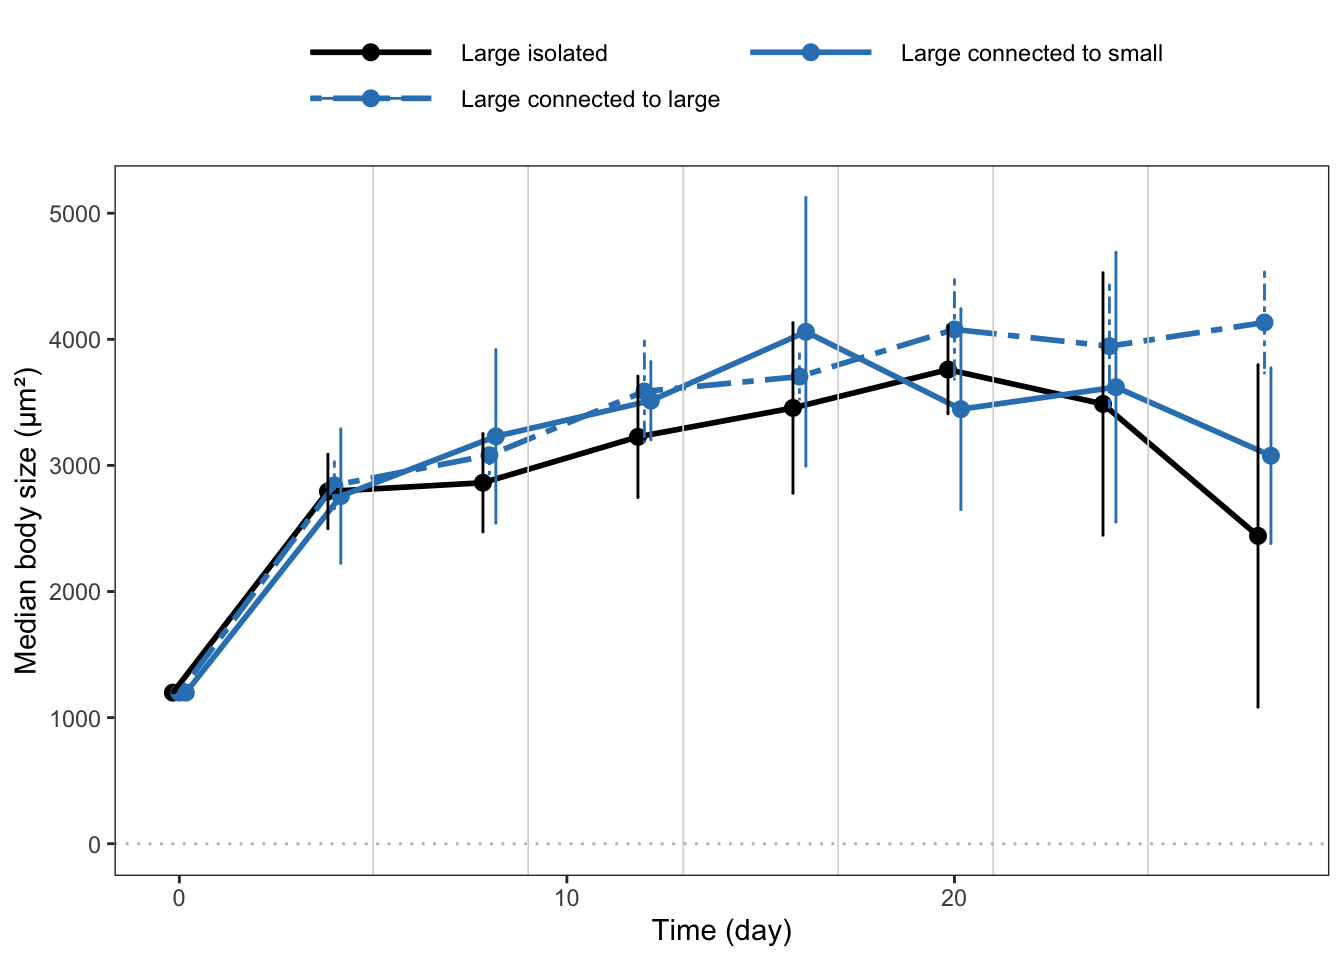 Large isolated
Large connected to small
Large connected to large
5000
4000
3000
2000
1000
0
Median body size (µm²)
0
10
20
Time (day)